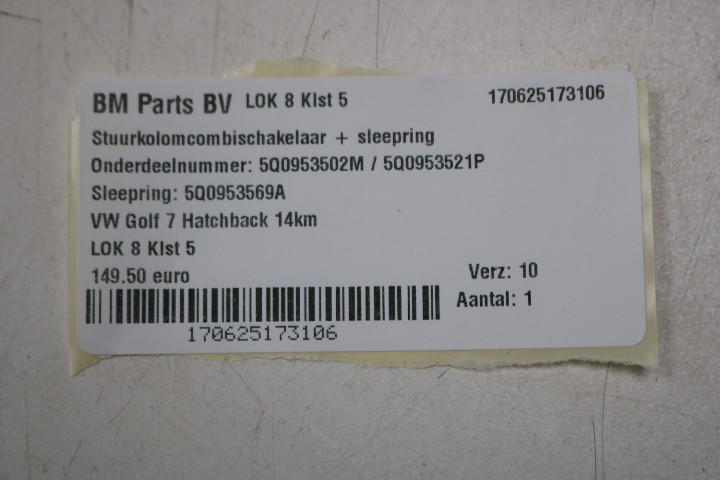 BM Parts BV LOK 8 Klst 5 170625173106
Stuurkolomcombischakelaar + sleepring
Onderdeelnummer: 5Q0953502M / 5Q0953521P
Sleepring: 5Q0953569A
VW Golf 7 Hatchback 14km
LOK 8 Klst 5
149.50 euro Verz: 10
Aantal: 1
170625173106